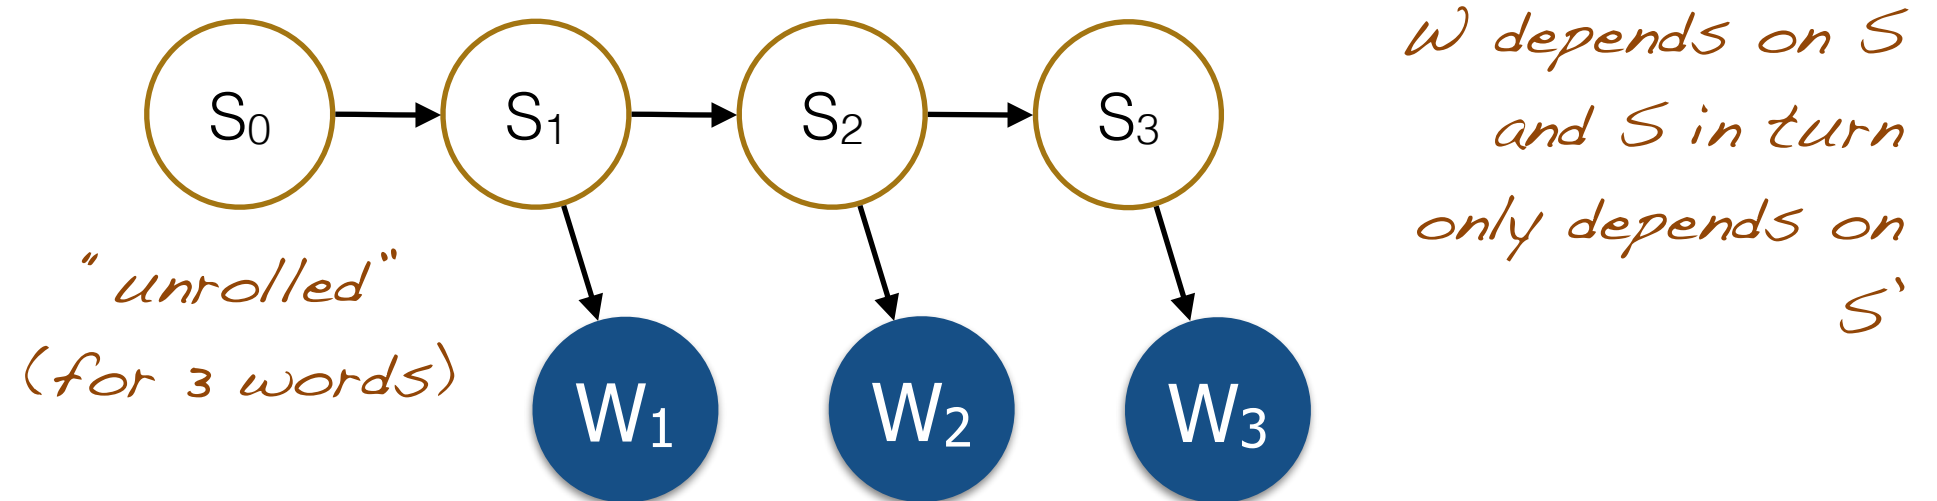 S₀ S₁ S₂ S₃
W depends on S
and S in turn
only depends on
S'
"unrolled"
(for 3 words)
W₁ W₂ W₃